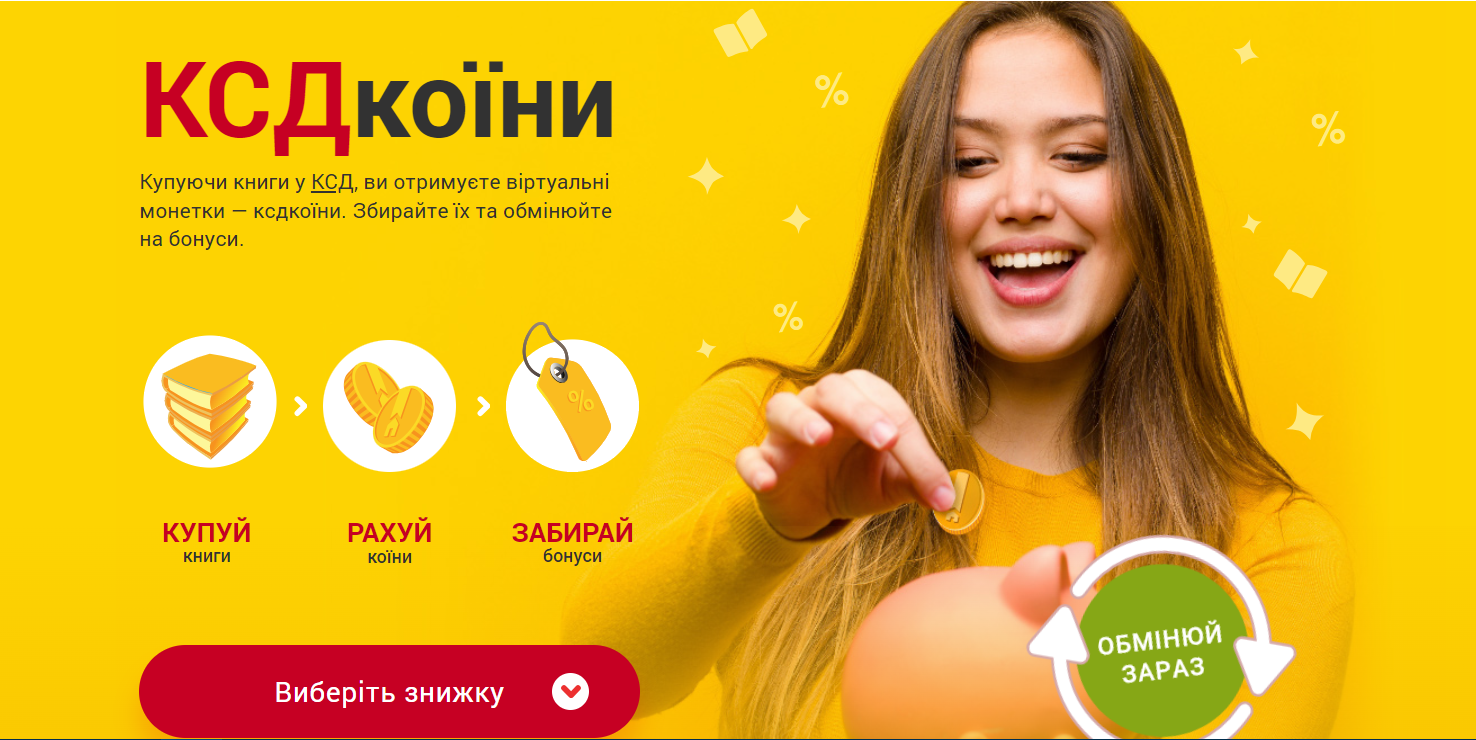 КСДкоїни
Купуючи книги у КСД, ви отримуєте віртуальні
монетки — ксдкоїни. Збирайте їх та обмінюйте
на бонуси.
%
%
%
%
КУПУЙ
книги
РАХУЙ
коїни
ЗАБИРАЙ
бонуси
Виберіть знижку
ОБМІНЮЙ
ЗАРАЗ